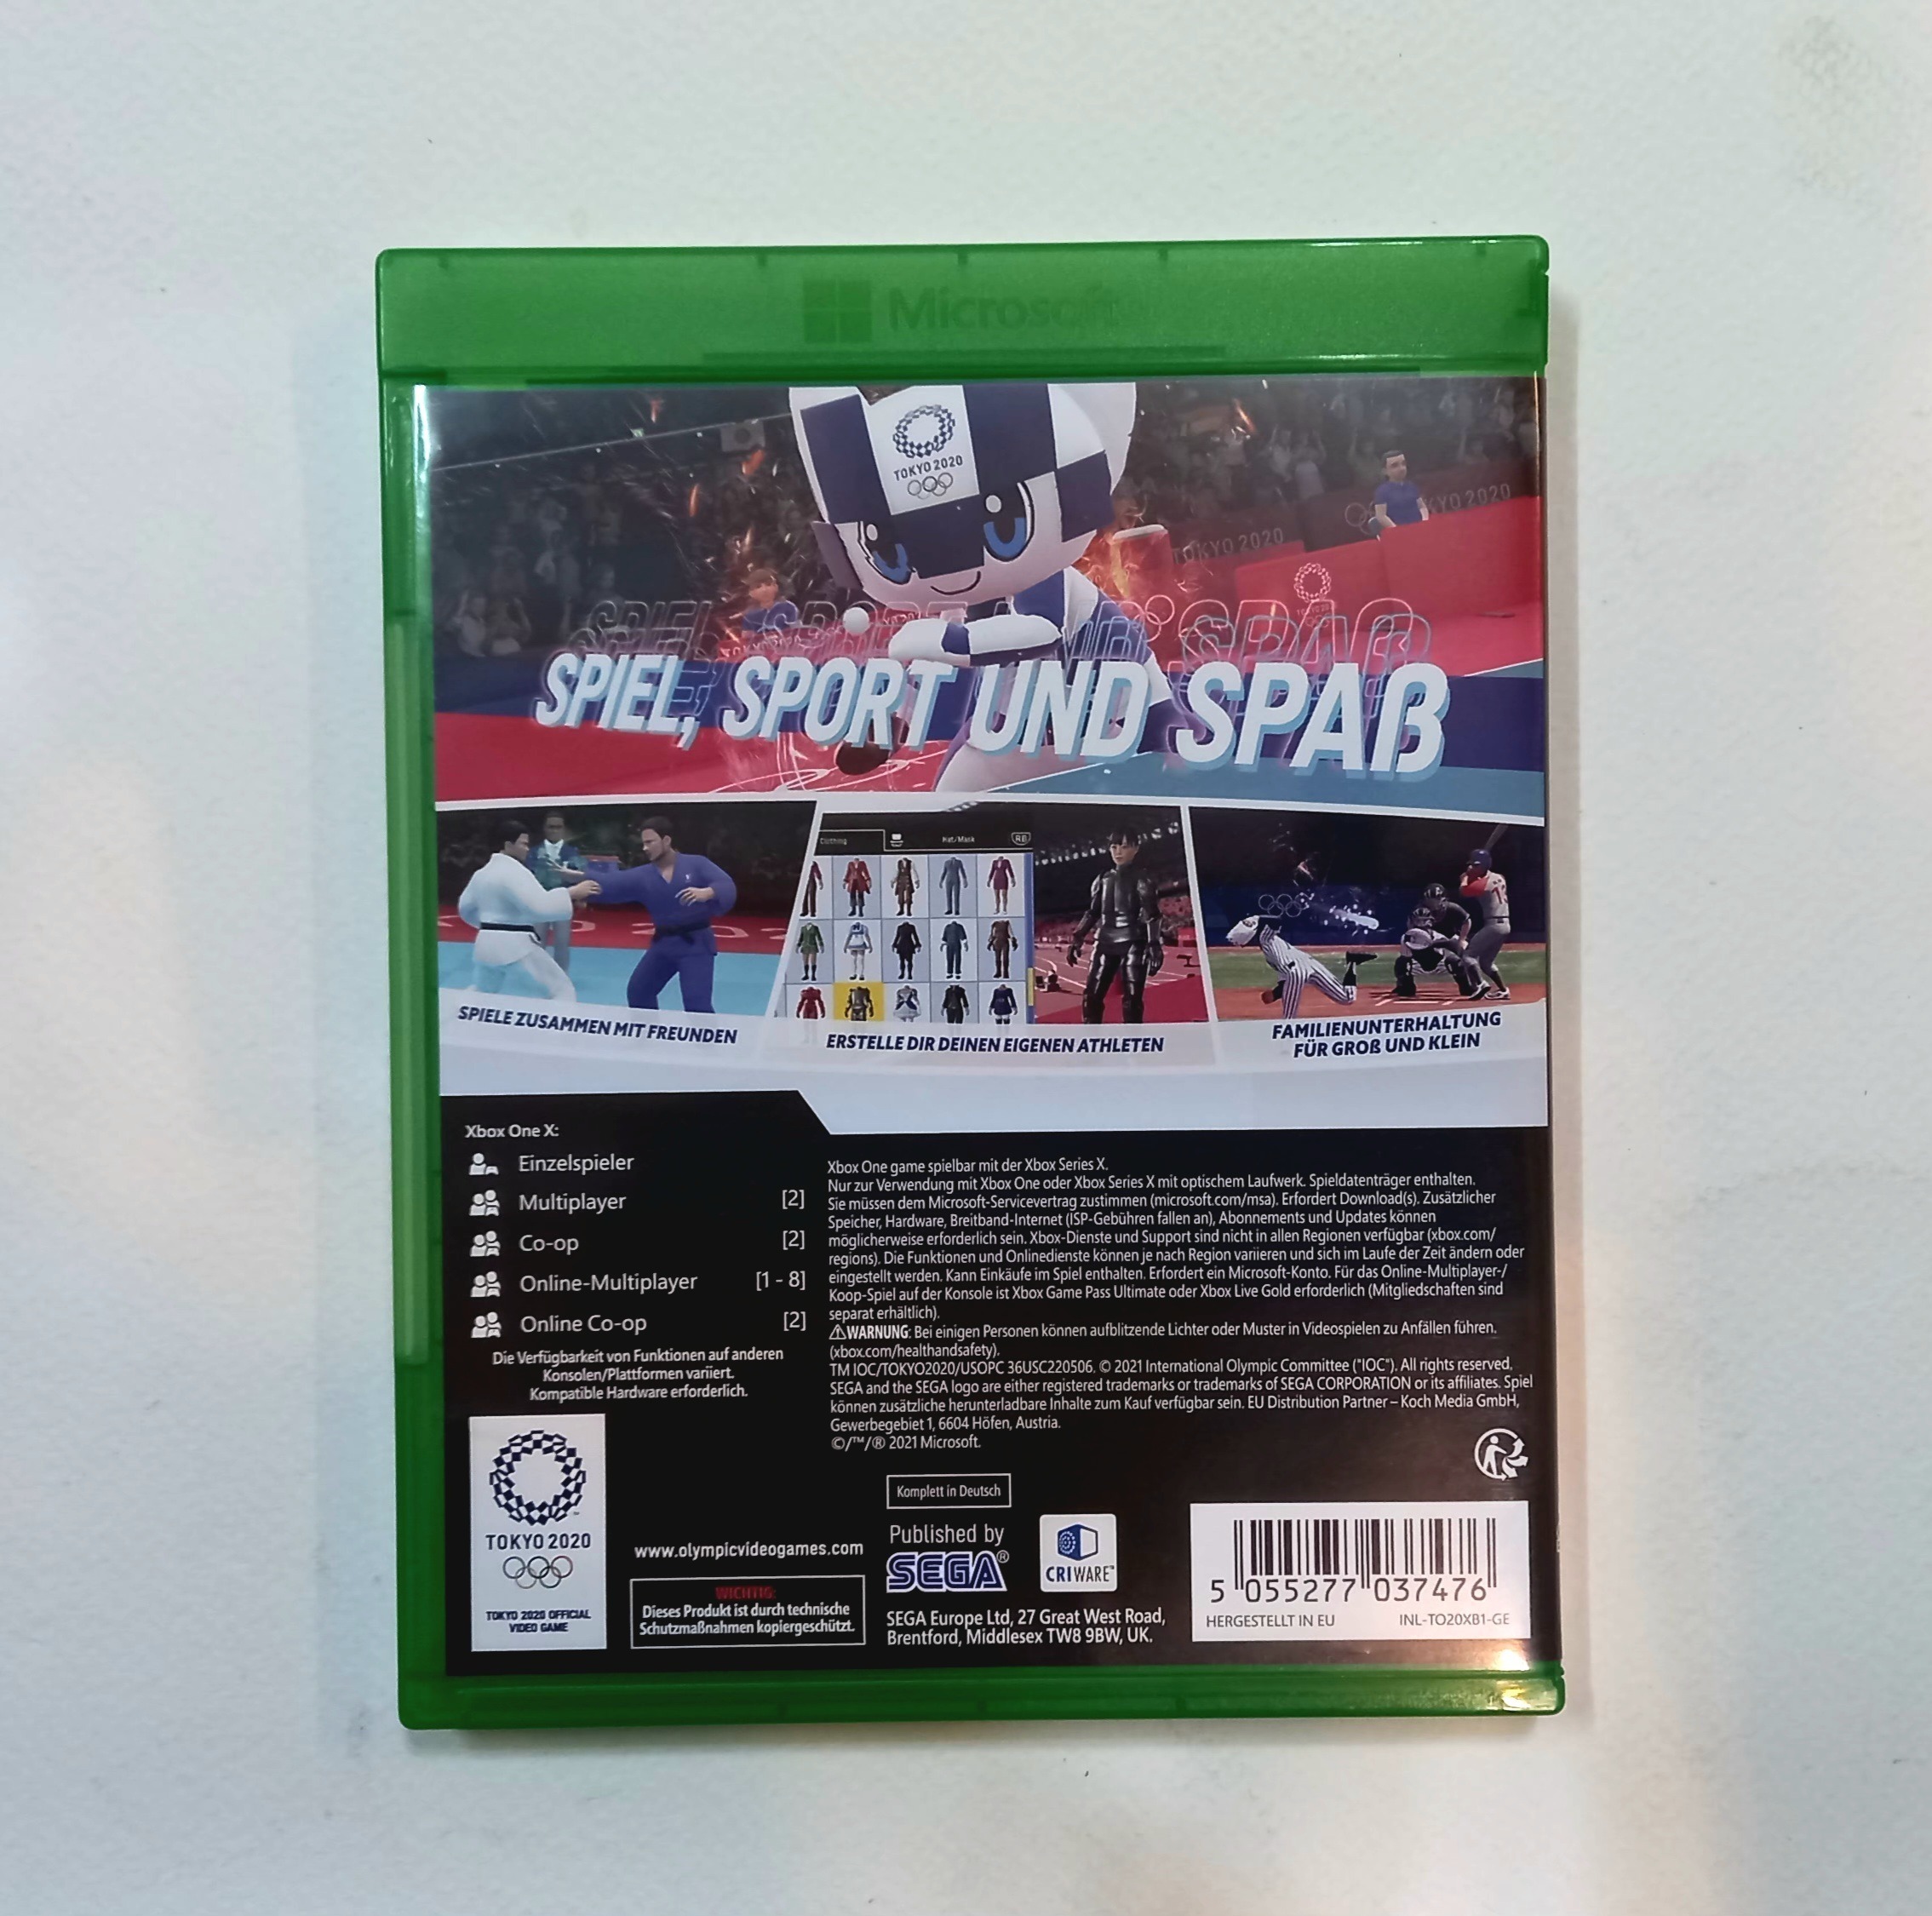 Microsoft
TOKYO 2020
TOKYO 2020
TOKYO 2020
SPIEL, SPORT UND SPAß
SPIEL, SPORT UND SPAß
Clothing
Hat/Mask
RB
SPIELE ZUSAMMEN MIT FREUNDEN
ERSTELLE DIR DEINEN EIGENEN ATHLETEN
FAMILIENUNTERHALTUNG
FÜR GROß UND KLEIN
Xbox One X:
Einzelspieler
Multiplayer [2]
Co-op [2]
Online-Multiplayer [1 - 8]
Online Co-op [2]
Die Verfügbarkeit von Funktionen auf anderen
Konsolen/Plattformen variiert.
Kompatible Hardware erforderlich.
Xbox One game spielbar mit der Xbox Series X.
Nur zur Verwendung mit Xbox One oder Xbox Series X mit optischem Laufwerk. Spieldatenträger enthalten.
Sie müssen dem Microsoft-Servicevertrag zustimmen (microsoft.com/msa). Erfordert Download(s). Zusätzlicher
Speicher, Hardware, Breitband-Internet (ISP-Gebühren fallen an), Abonnements und Updates können
möglicherweise erforderlich sein. Xbox-Dienste und Support sind nicht in allen Regionen verfügbar (xbox.com/
regions). Die Funktionen und Onlinedienste können je nach Region variieren und sich im Laufe der Zeit ändern oder
eingestellt werden. Kann Einkäufe im Spiel enthalten. Erfordert ein Microsoft-Konto. Für das Online-Multiplayer-/
Koop-Spiel auf der Konsole ist Xbox Game Pass Ultimate oder Xbox Live Gold erforderlich (Mitgliedschaften sind
separat erhältlich).
⚠WARNUNG: Bei einigen Personen können aufblitzende Lichter oder Muster in Videospielen zu Anfällen führen.
(xbox.com/healthandsafety).
TM IOC/TOKYO2020/USOPC 36USC220506. © 2021 International Olympic Committee ("IOC"). All rights reserved.
SEGA and the SEGA logo are either registered trademarks or trademarks of SEGA CORPORATION or its affiliates. Spiel
können zusätzliche herunterladbare Inhalte zum Kauf verfügbar sein. EU Distribution Partner – Koch Media GmbH,
Gewerbegebiet 1, 6604 Höfen, Austria.
©/™/® 2021 Microsoft.
Komplett in Deutsch
TOKYO 2020
TOKYO 2020 OFFICIAL
VIDEO GAME
www.olympicvideogames.com
WICHTIG:
Dieses Produkt ist durch technische
Schutzmaßnahmen kopiergeschützt.
Published by
SEGA®
CRIWARE™
SEGA Europe Ltd, 27 Great West Road,
Brentford, Middlesex TW8 9BW, UK.
5 055277 037476
HERGESTELLT IN EU INL-TO20XB1-GE